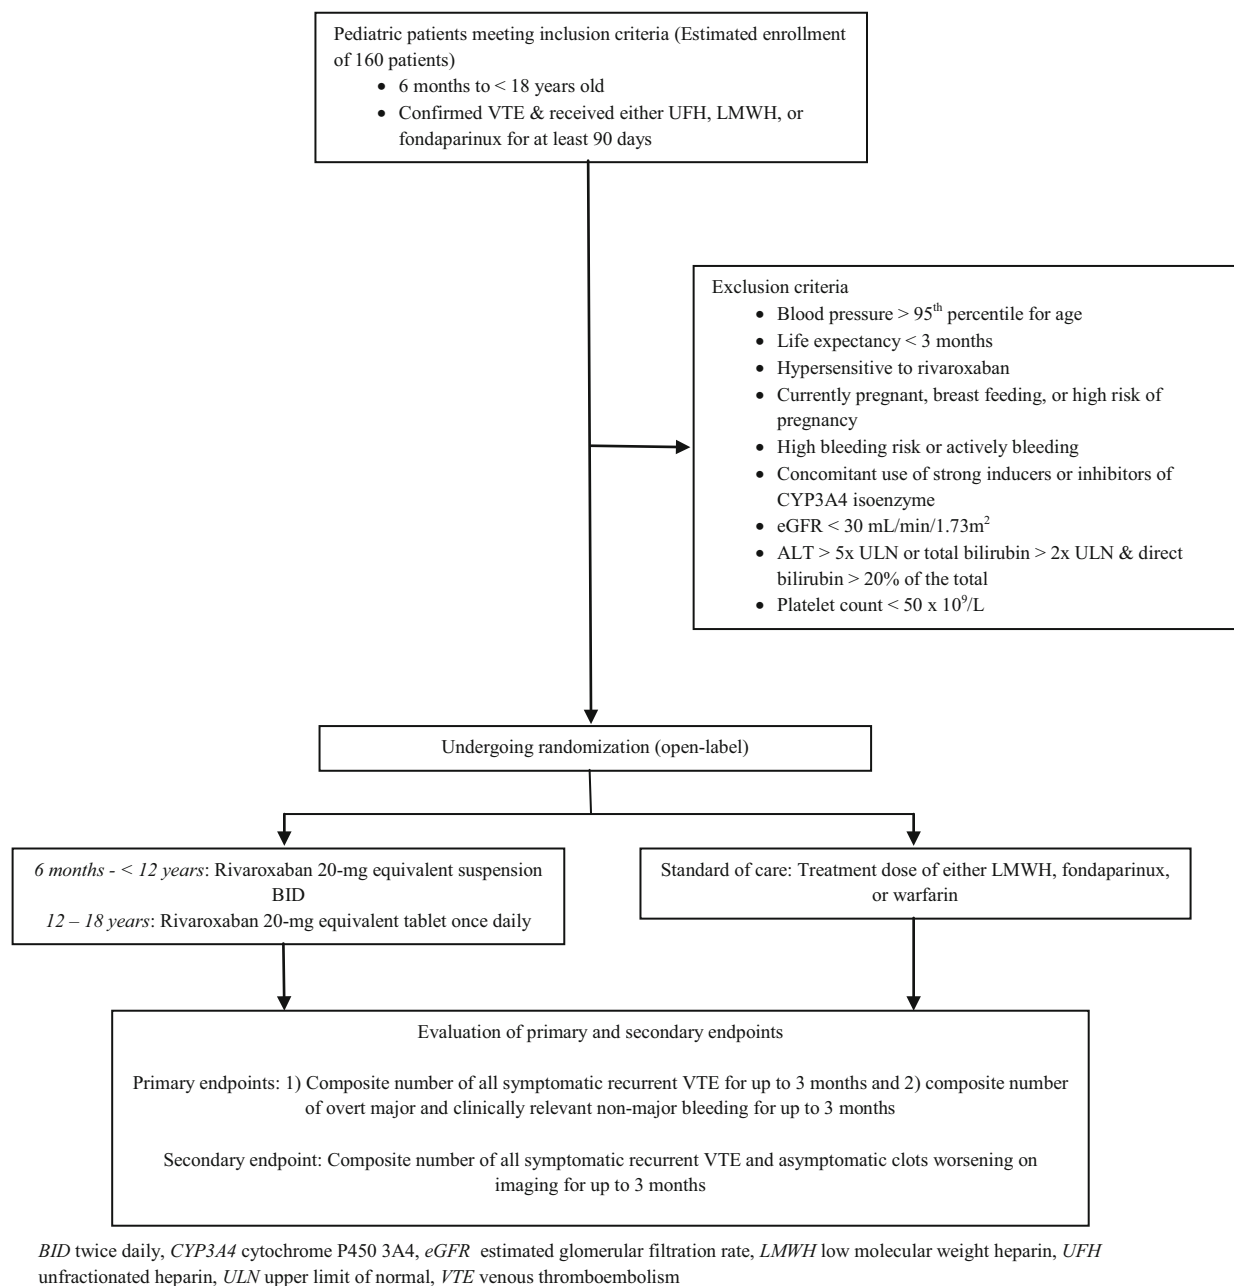 Pediatric patients meeting inclusion criteria (Estimated enrollment
of 160 patients)
• 6 months to < 18 years old
• Confirmed VTE & received either UFH, LMWH, or
fondaparinux for at least 90 days
Exclusion criteria
• Blood pressure > 95th percentile for age
• Life expectancy < 3 months
• Hypersensitive to rivaroxaban
• Currently pregnant, breast feeding, or high risk of
pregnancy
• High bleeding risk or actively bleeding
• Concomitant use of strong inducers or inhibitors of
CYP3A4 isoenzyme
• eGFR < 30 mL/min/1.73m²
• ALT > 5x ULN or total bilirubin > 2x ULN & direct
bilirubin > 20% of the total
• Platelet count < 50 x 10⁹/L
Undergoing randomization (open-label)
6 months - < 12 years: Rivaroxaban 20-mg equivalent suspension
BID
12 – 18 years: Rivaroxaban 20-mg equivalent tablet once daily
Standard of care: Treatment dose of either LMWH, fondaparinux,
or warfarin
Evaluation of primary and secondary endpoints
Primary endpoints: 1) Composite number of all symptomatic recurrent VTE for up to 3 months and 2) composite number
of overt major and clinically relevant non-major bleeding for up to 3 months
Secondary endpoint: Composite number of all symptomatic recurrent VTE and asymptomatic clots worsening on
imaging for up to 3 months
BID twice daily, CYP3A4 cytochrome P450 3A4, eGFR estimated glomerular filtration rate, LMWH low molecular weight heparin, UFH
unfractionated heparin, ULN upper limit of normal, VTE venous thromboembolism